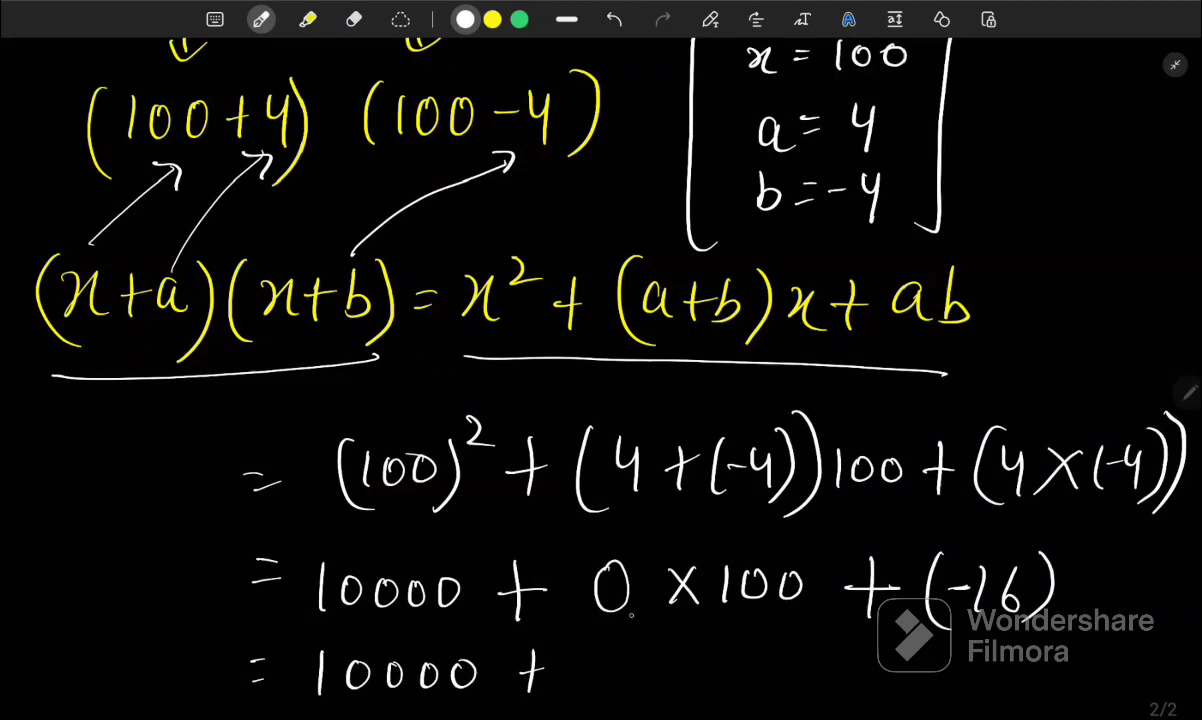 x = 100
(100 + 4) (100 - 4)
a = 4
b = - 4
(x + a)(x + b) = x² + (a + b)x + ab
= (100)² + (4 + (-4))100 + (4 × (-4))
= 10000 + 0 × 100 + (-16)
Wondershare
Filmora
= 10000 +
2/2